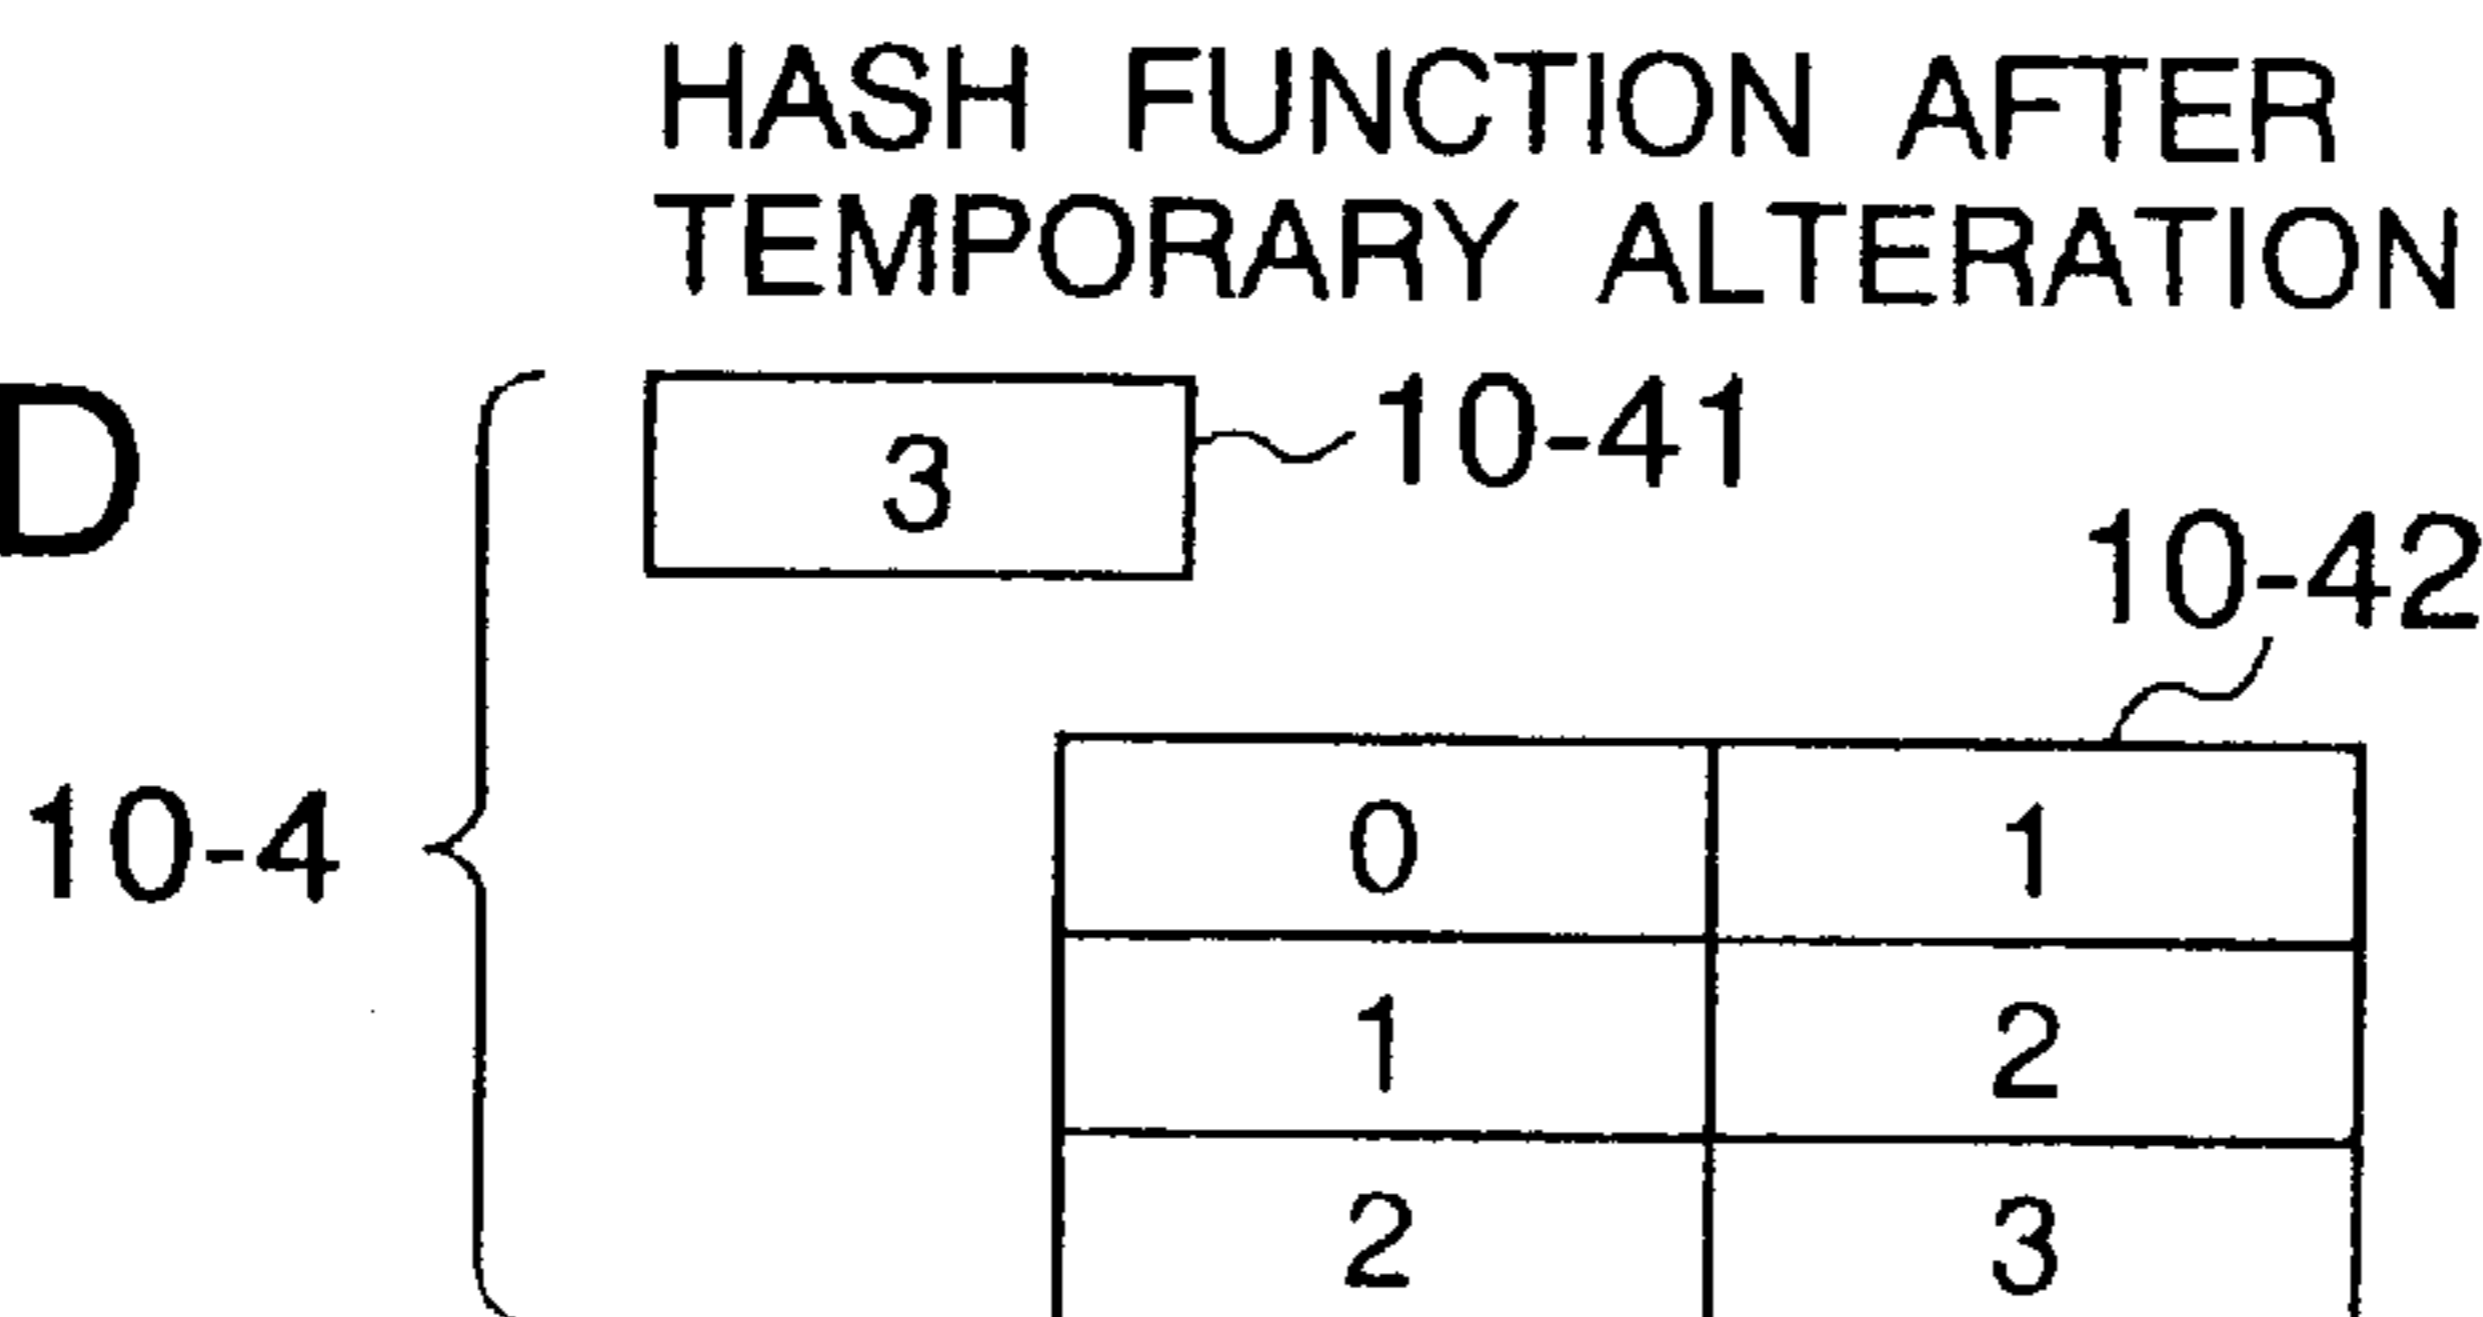 HASH FUNCTION AFTER
TEMPORARY ALTERATION
D
3 10-41
10-42
10-4
0 1
1 2
2 3